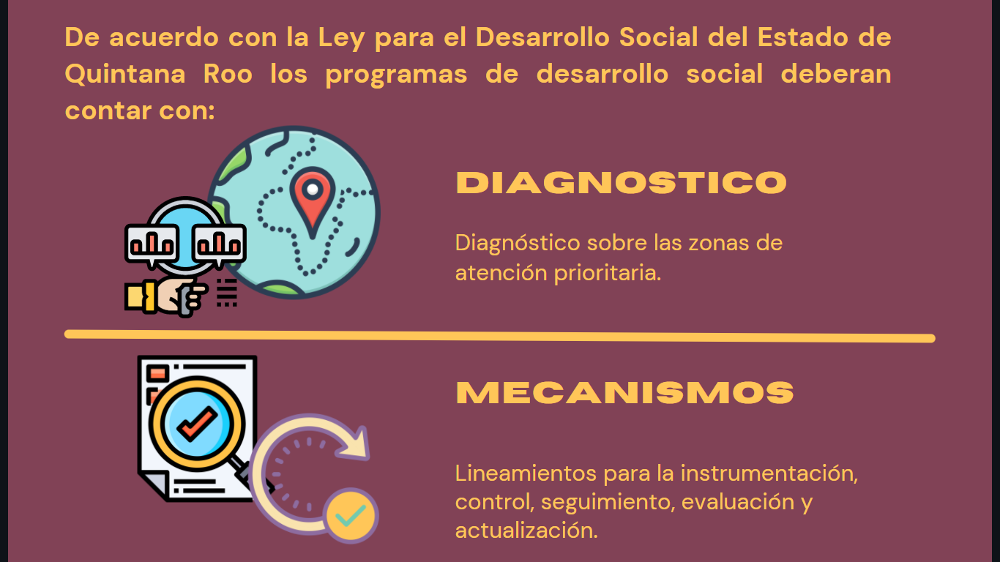 De acuerdo con la Ley para el Desarrollo Social del Estado de
Quintana Roo los programas de desarrollo social deberan
contar con:
DIAGNOSTICO
Diagnóstico sobre las zonas de
atención prioritaria.
MECANISMOS
Lineamientos para la instrumentación,
control, seguimiento, evaluación y
actualización.